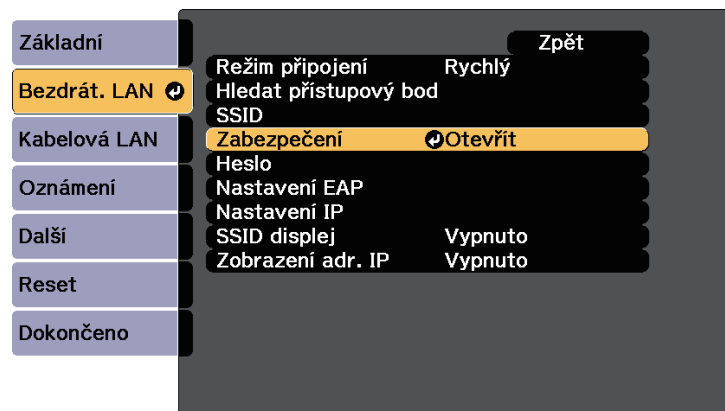 Základní
Bezdrát. LAN
Kabelová LAN
Oznámení
Další
Reset
Dokončeno
Zpět
Režim připojení Rychlý
Hledat přístupový bod
SSID
Zabezpečení Otevřít
Heslo
Nastavení EAP
Nastavení IP
SSID displej Vypnuto
Zobrazení adr. IP Vypnuto